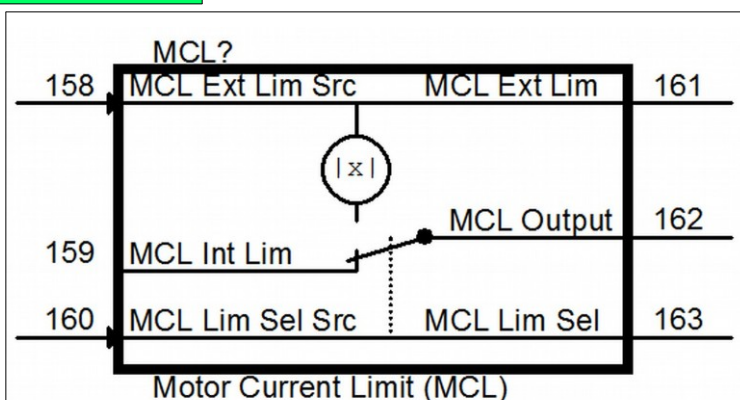 MCL?
158 MCL Ext Lim Src MCL Ext Lim 161
|x|
MCL Output 162
159 MCL Int Lim
160 MCL Lim Sel Src MCL Lim Sel 163
Motor Current Limit (MCL)